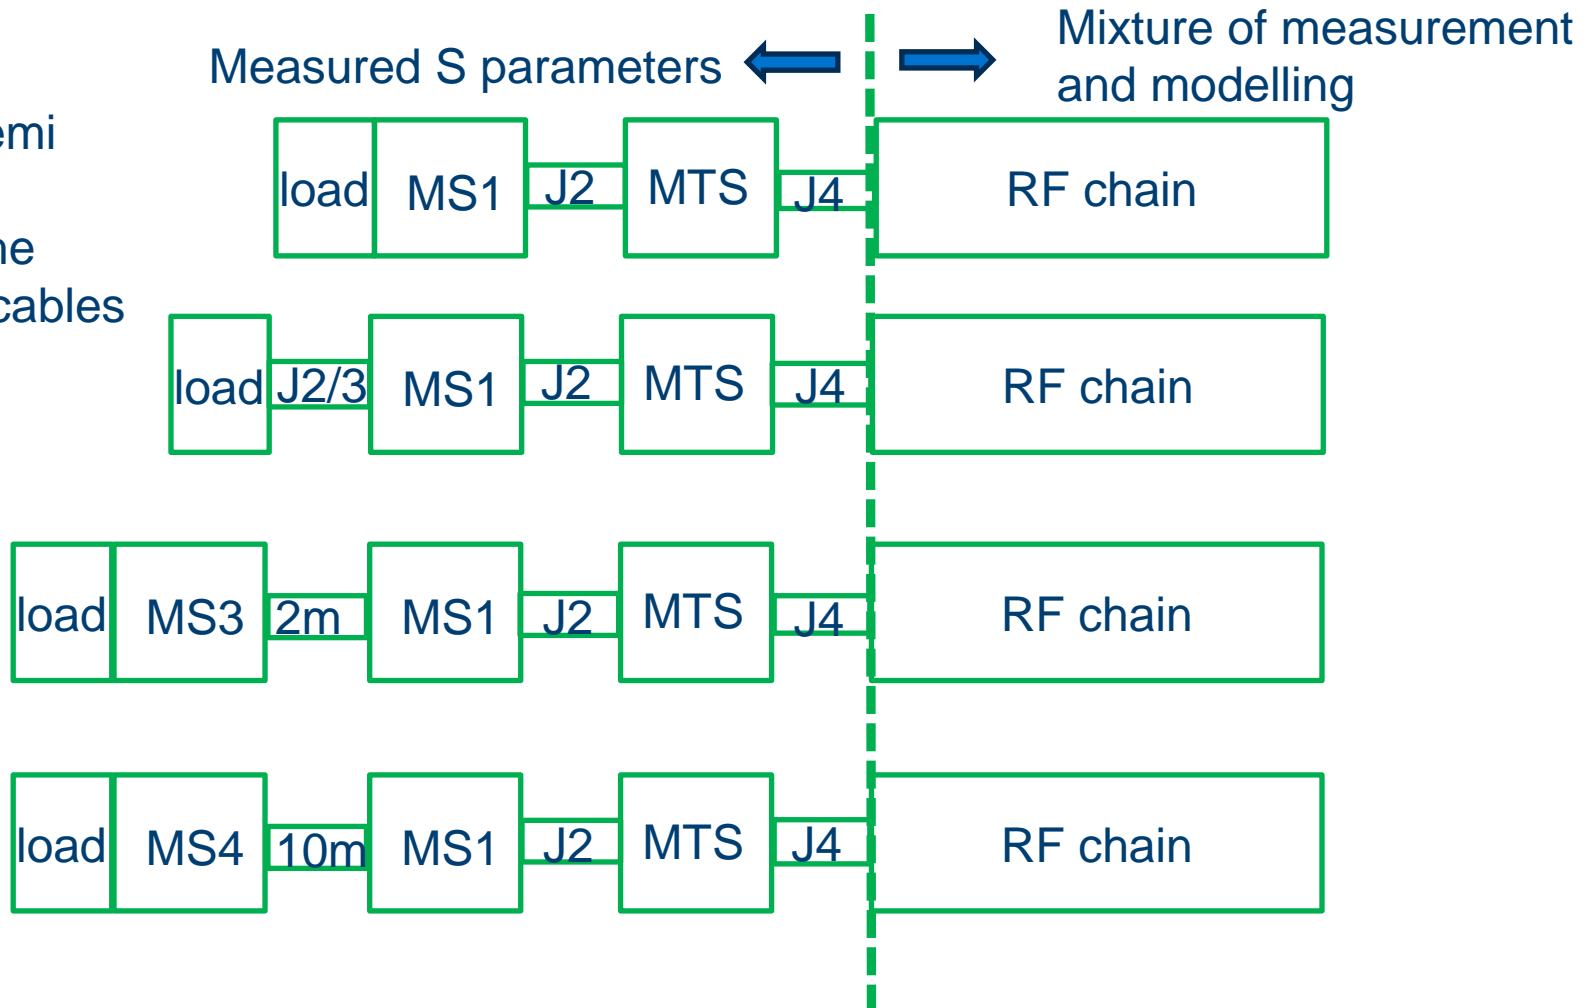 Mixture of measurement
and modelling
Measured S parameters
emi
ne
cables
load MS1 J2 MTS J4 RF chain
load J2/3 MS1 J2 MTS J4 RF chain
load MS3 2m MS1 J2 MTS J4 RF chain
load MS4 10m MS1 J2 MTS J4 RF chain